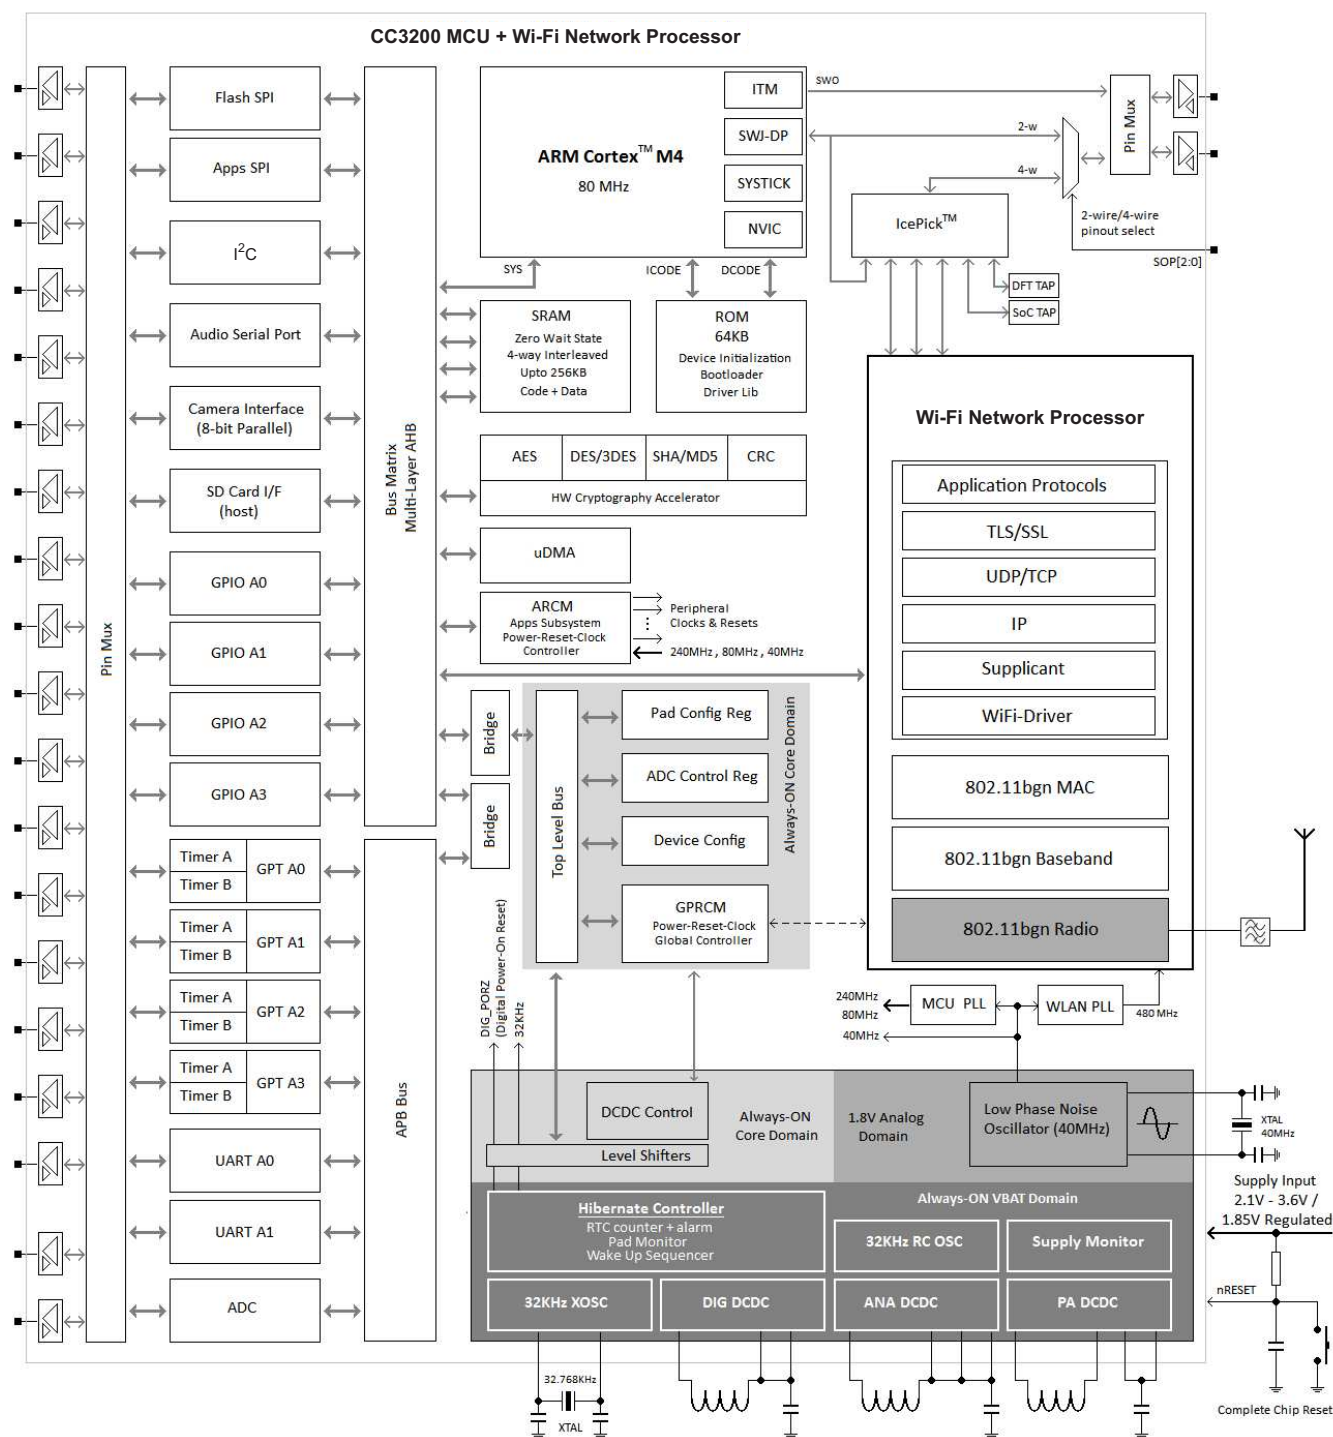 CC3200 MCU + Wi-Fi Network Processor
Pin Mux
Flash SPI
Apps SPI
I2C
Audio Serial Port
Camera Interface
(8-bit Parallel)
SD Card I/F
(host)
GPIO A0
GPIO A1
GPIO A2
GPIO A3
Timer A
Timer B
GPT A0
Timer A
Timer B
GPT A1
Timer A
Timer B
GPT A2
Timer A
Timer B
GPT A3
UART A0
UART A1
ADC
Bus Matrix
Multi-Layer AHB
APB Bus
ARM Cortex™ M4
80 MHz
ITM
SWJ-DP
SYSTICK
NVIC
SWO
2-w
4-w
Pin Mux
IcePick™
2-wire/4-wire
pinout select
SOP[2:0]
DFT TAP
SoC TAP
SYS
ICODE
DCODE
SRAM
Zero Wait State
4-way Interleaved
Upto 256KB
Code + Data
ROM
64KB
Device Initialization
Bootloader
Driver Lib
AES
DES/3DES
SHA/MD5
CRC
HW Cryptography Accelerator
uDMA
ARCM
Apps Subsystem
Power-Reset-Clock
Controller
Peripheral
Clocks & Resets
240MHz , 80MHz , 40MHz
Bridge
Bridge
Top Level Bus
Pad Config Reg
ADC Control Reg
Device Config
GPRCM
Power-Reset-Clock
Global Controller
Always-ON Core Domain
Wi-Fi Network Processor
Application Protocols
TLS/SSL
UDP/TCP
IP
Supplicant
WiFi-Driver
802.11bgn MAC
802.11bgn Baseband
802.11bgn Radio
240MHz
80MHz
40MHz
MCU PLL
WLAN PLL
480 MHz
DIG_PORZ
(Digital Power-On Reset)
32KHz
DCDC Control
Always-ON
Core Domain
Level Shifters
1.8V Analog
Domain
Low Phase Noise
Oscillator (40MHz)
XTAL
40MHz
Supply Input
2.1V - 3.6V /
1.85V Regulated
Hibernate Controller
RTC counter + alarm
Pad Monitor
Wake Up Sequencer
Always-ON VBAT Domain
32KHz RC OSC
Supply Monitor
32KHz XOSC
DIG DCDC
ANA DCDC
PA DCDC
nRESET
32.768KHz
XTAL
Complete Chip Reset